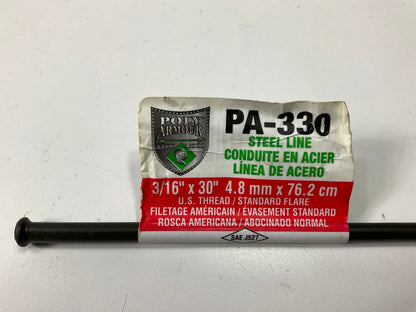 POLY
ARMOUR
PA-330
STEEL LINE
CONDUITE EN ACIER
LÍNEA DE ACERO
3/16" x 30" 4.8 mm x 76.2 cm
U.S. THREAD / STANDARD FLARE
FILETAGE AMÉRICAIN / ÉVASEMENT STANDARD
ROSCA AMERICANA / ABOCINADO NORMAL
SAE J527